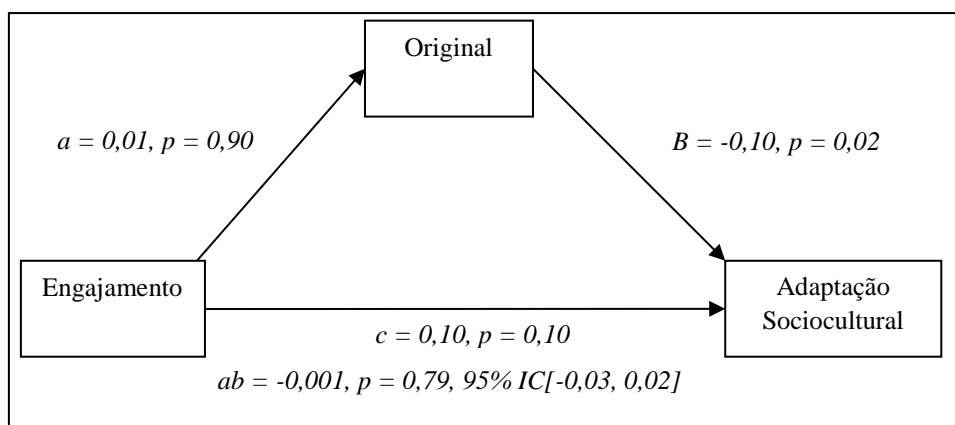 Original
a = 0,01, p = 0,90
B = -0,10, p = 0,02
Engajamento
Adaptação
Sociocultural
c = 0,10, p = 0,10
ab = -0,001, p = 0,79, 95% IC[-0,03, 0,02]